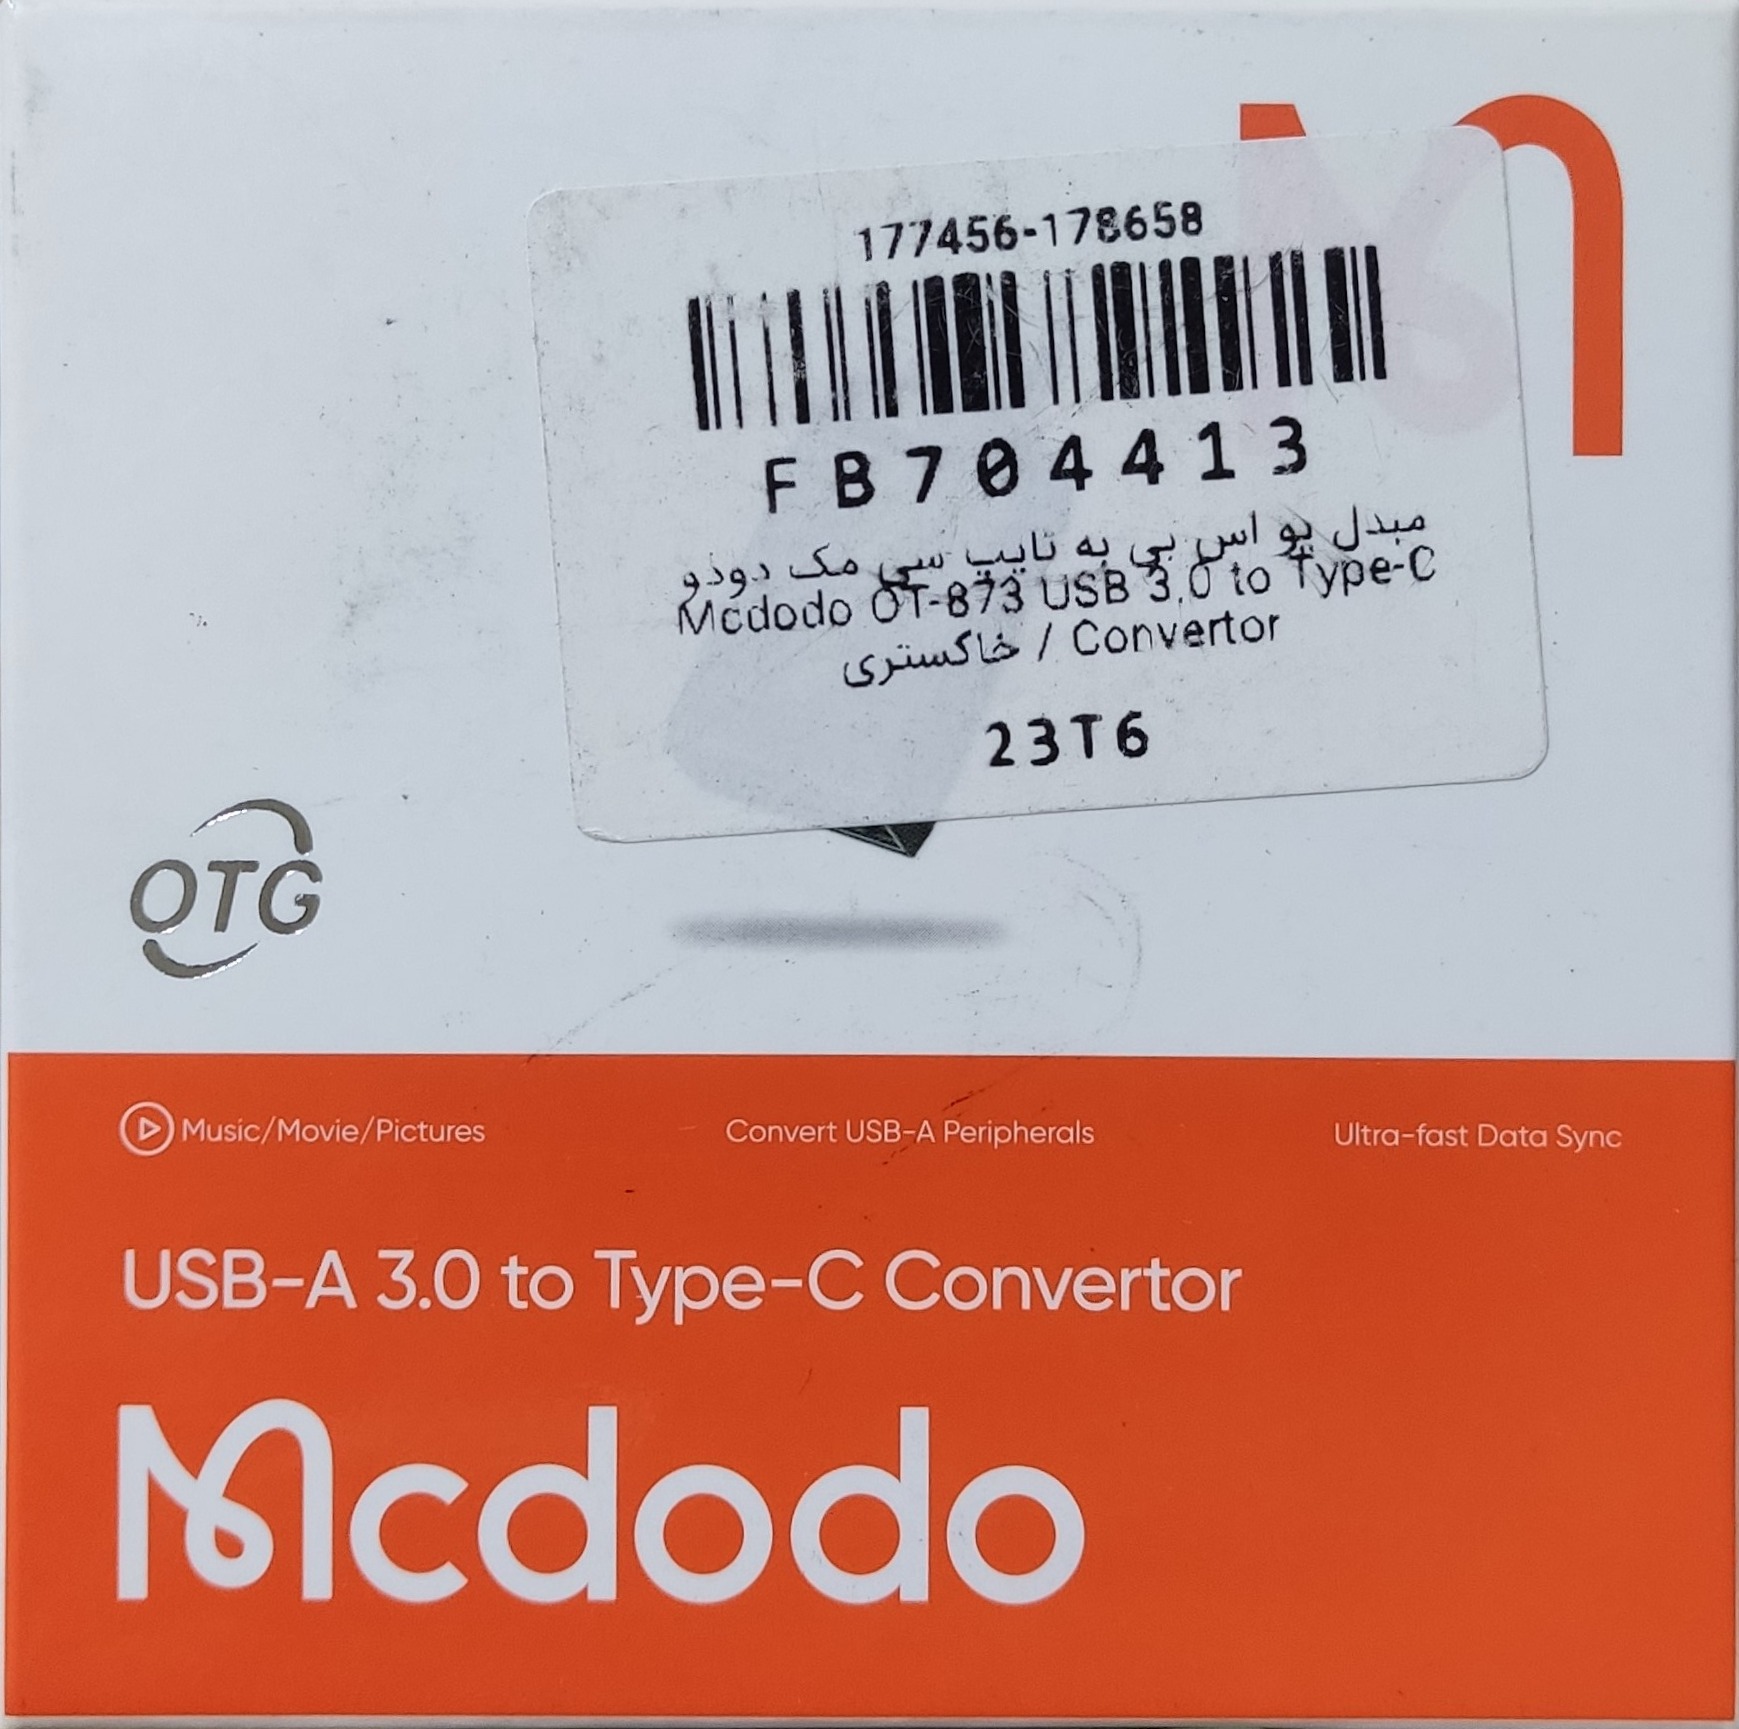 177456-178658
FB704413
مبدل یو اس بی به تایپ سی مک دودو
Mcdodo OT-873 USB 3.0 to Type-C
Convertor / خاکستری
23T6
OTG
Music/Movie/Pictures
Convert USB-A Peripherals
Ultra-fast Data Sync
USB-A 3.0 to Type-C Convertor
Mcdodo